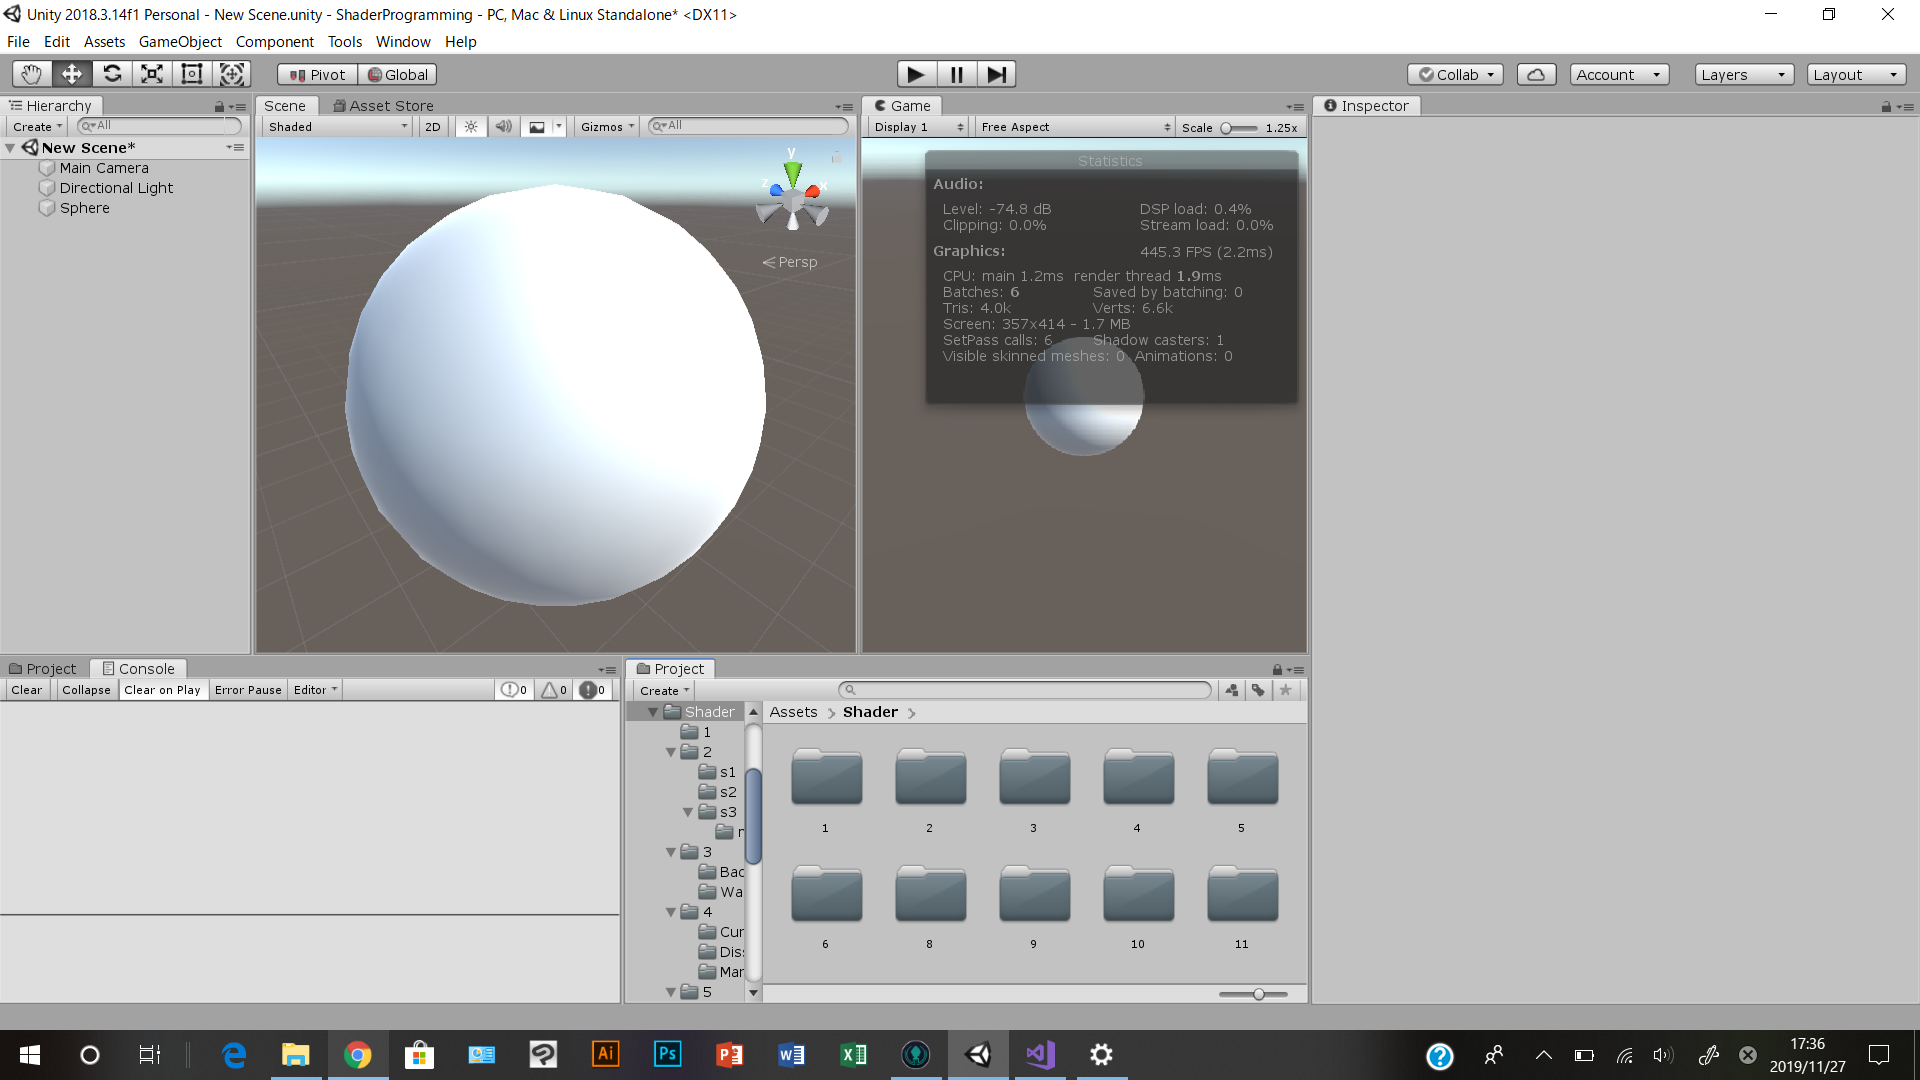 Unity 2018.3.14f1 Personal - New Scene.unity - ShaderProgramming - PC, Mac & Linux Standalone* <DX11>
File Edit Assets GameObject Component Tools Window Help
Pivot Global Collab Account Layers Layout
Hierarchy
Create All
New Scene*
Main Camera
Directional Light
Sphere
Scene Asset Store
Shaded 2D Gizmos All
y
z x
Persp
Game
Display 1 Free Aspect Scale 1.25x
Statistics
Audio:
Level: -74.8 dB DSP load: 0.4%
Clipping: 0.0% Stream load: 0.0%
Graphics: 445.3 FPS (2.2ms)
CPU: main 1.2ms render thread 1.9ms
Batches: 6 Saved by batching: 0
Tris: 4.0k Verts: 6.6k
Screen: 357x414 - 1.7 MB
SetPass calls: 6 Shadow casters: 1
Visible skinned meshes: 0 Animations: 0
Inspector
Project Console
Clear Collapse Clear on Play Error Pause Editor 0 0 0
Project
Create
Shader
1
2
s1
s2
s3
3
Bac
Wa
4
Cur
Dis
Mar
5
Assets > Shader >
1 2 3 4 5
6 8 9 10 11
Ai Ps
17:36
2019/11/27